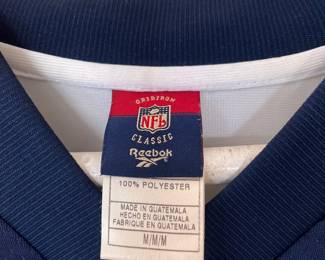 GRIDIRON
NFL
CLASSIC
Reebok
100% POLYESTER
MADE IN GUATEMALA
HECHO EN GUATEMALA
FABRIQUE EN GUATEMALA
M/M/M